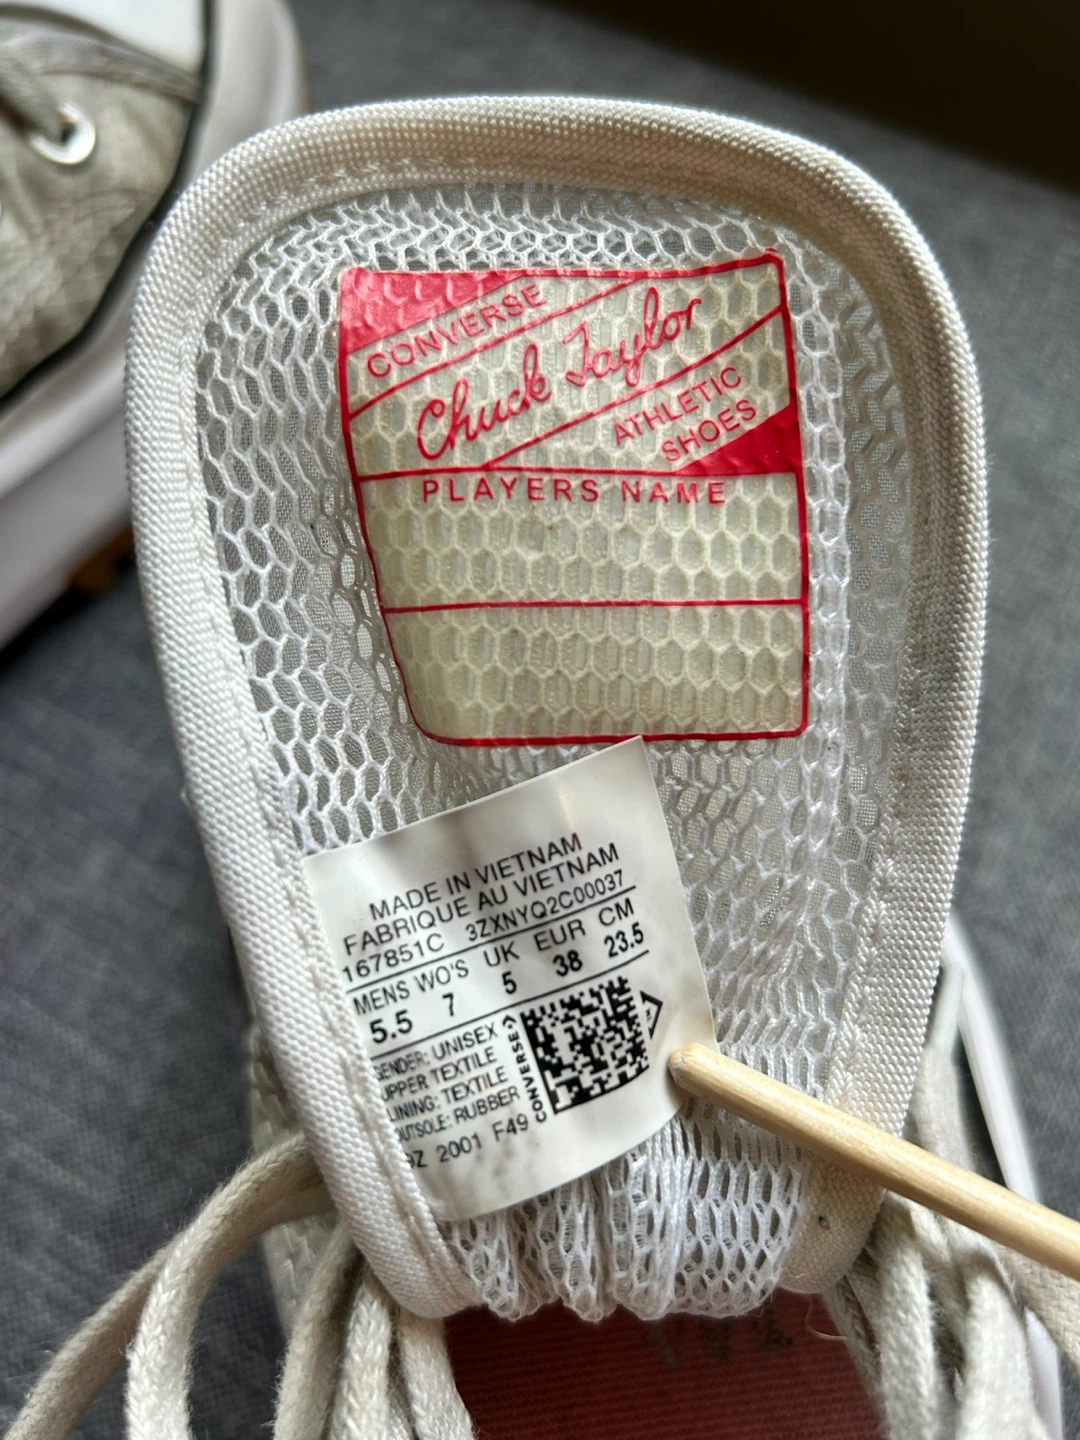 CONVERSE
Chuck Taylor
ATHLETIC
SHOES
PLAYERS NAME
MADE IN VIETNAM
FABRIQUE AU VIETNAM
167851C 3ZXNYQ2C00037
MENS WO'S UK EUR CM
5.5 7 5 38 23.5
GENDER: UNISEX
UPPER TEXTILE
LINING: TEXTILE
OUTSOLE: RUBBER
CONVERSE
2001 F49